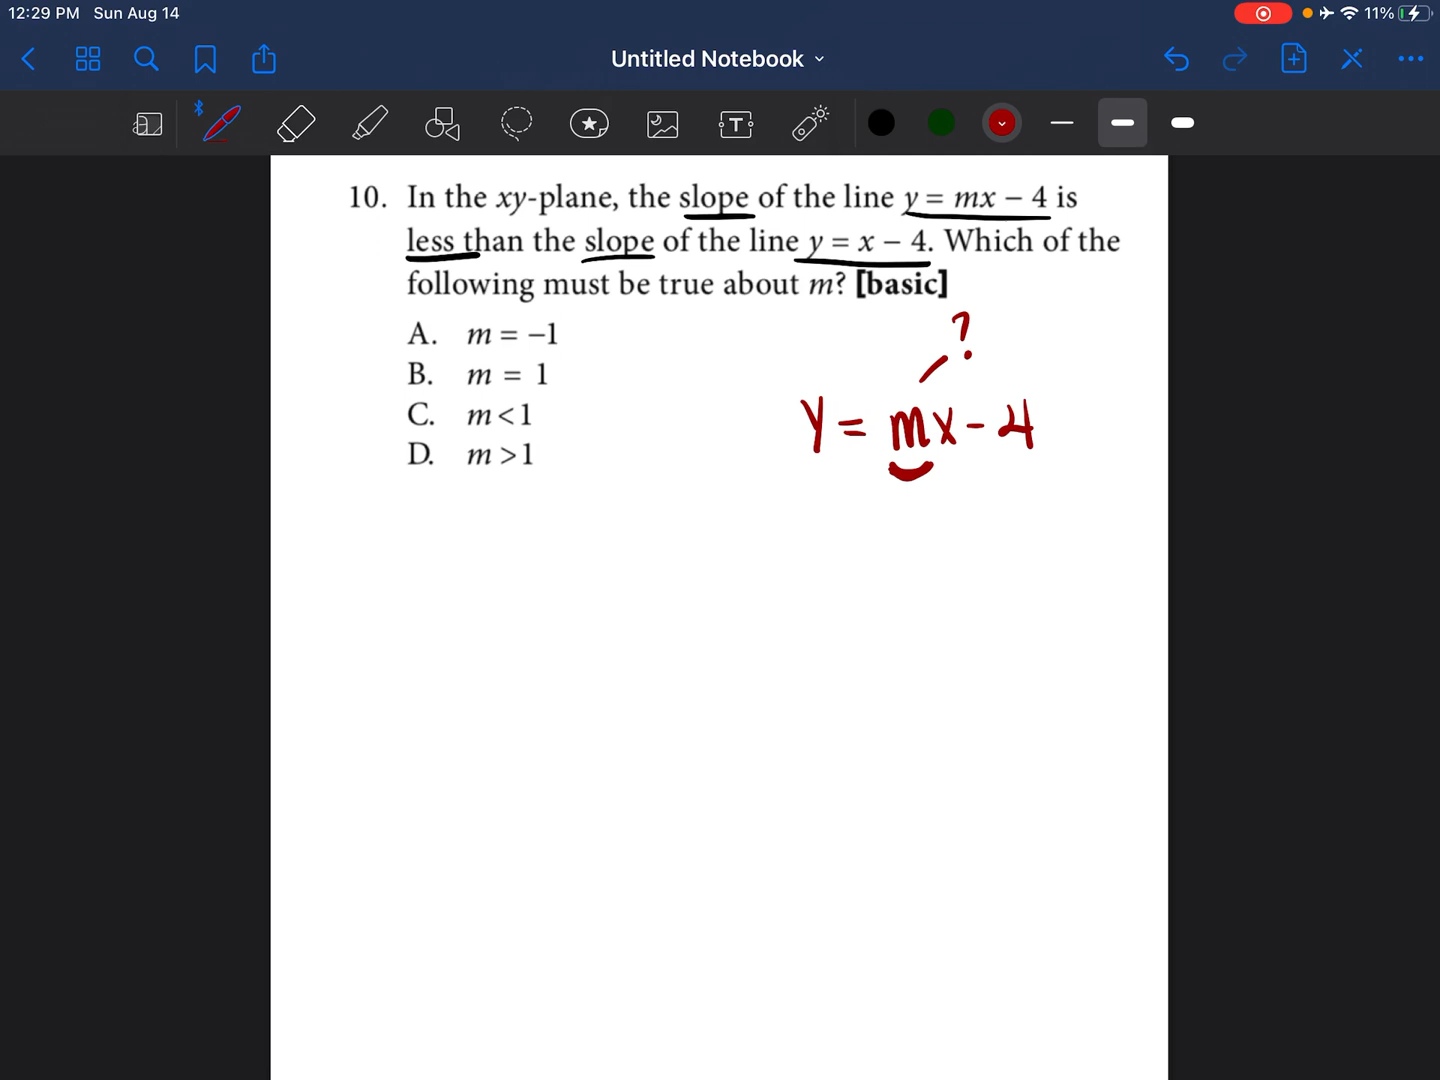 12:29 PM Sun Aug 14
11%
Untitled Notebook
T
10. In the xy-plane, the slope of the line y = mx − 4 is
less than the slope of the line y = x − 4. Which of the
following must be true about m? [basic]
A. m = −1
B. m = 1
C. m < 1
D. m > 1
?
y = mx - 4